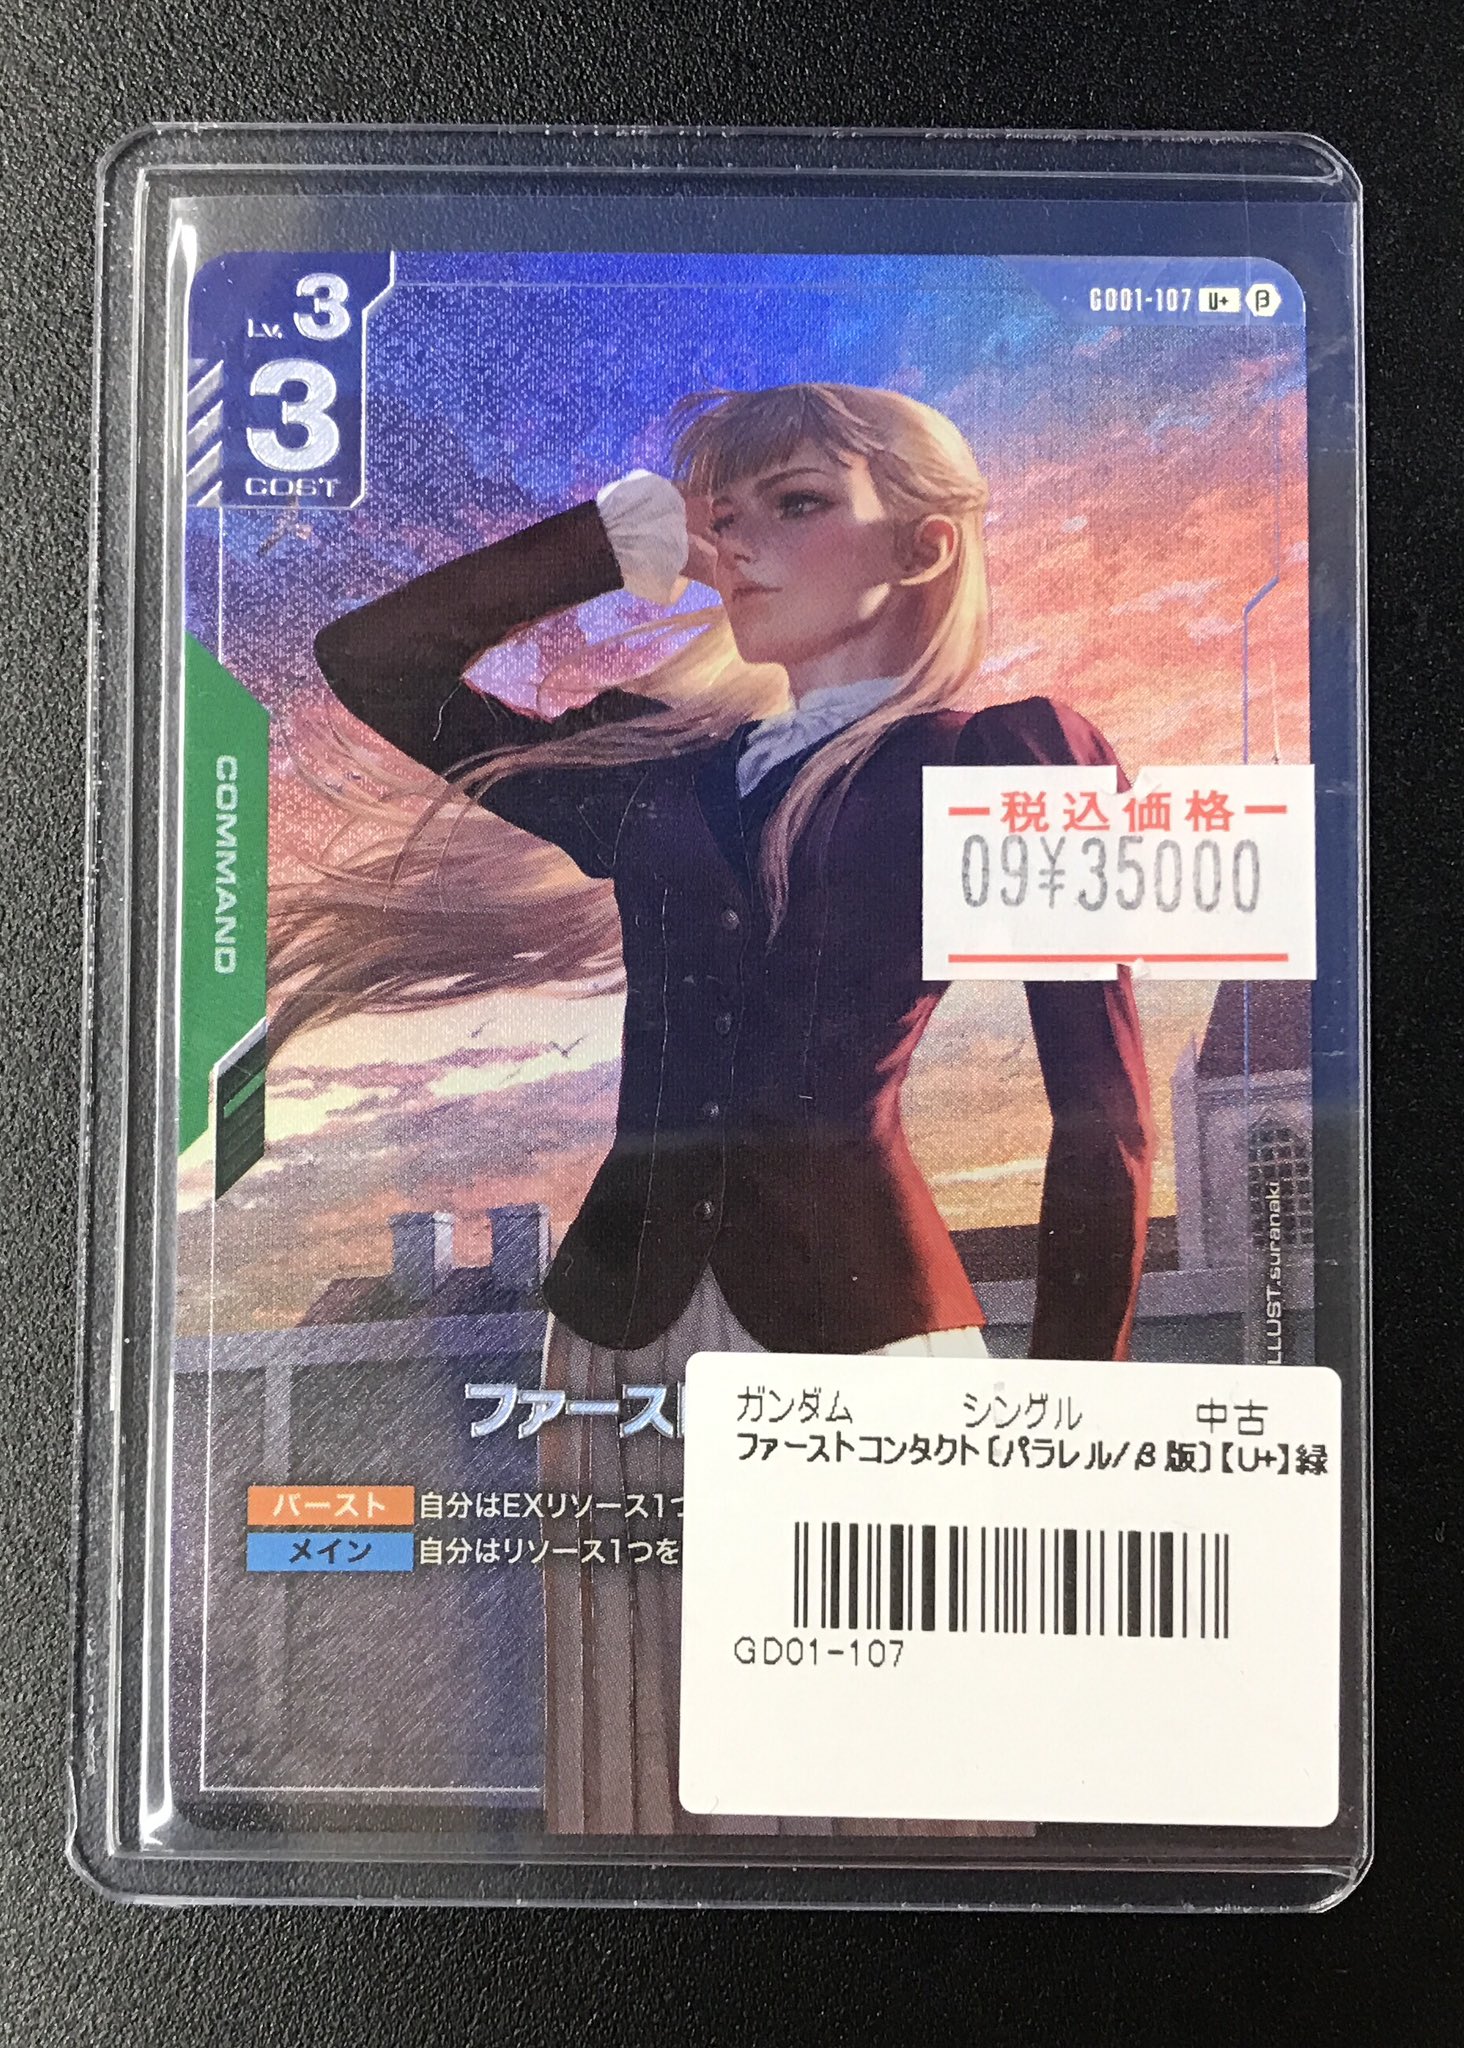 Lv. 3
3
COST
GD01-107 U+ β
COMMAND
税込価格
09¥35000
ILLUST.suranaki
ファースト
バースト 自分はEXリソース1つ
メイン 自分はリソース1つを
ガンダム シングル 中古
ファーストコンタクト〔パラレル/β版〕【U+】緑
GD01-107